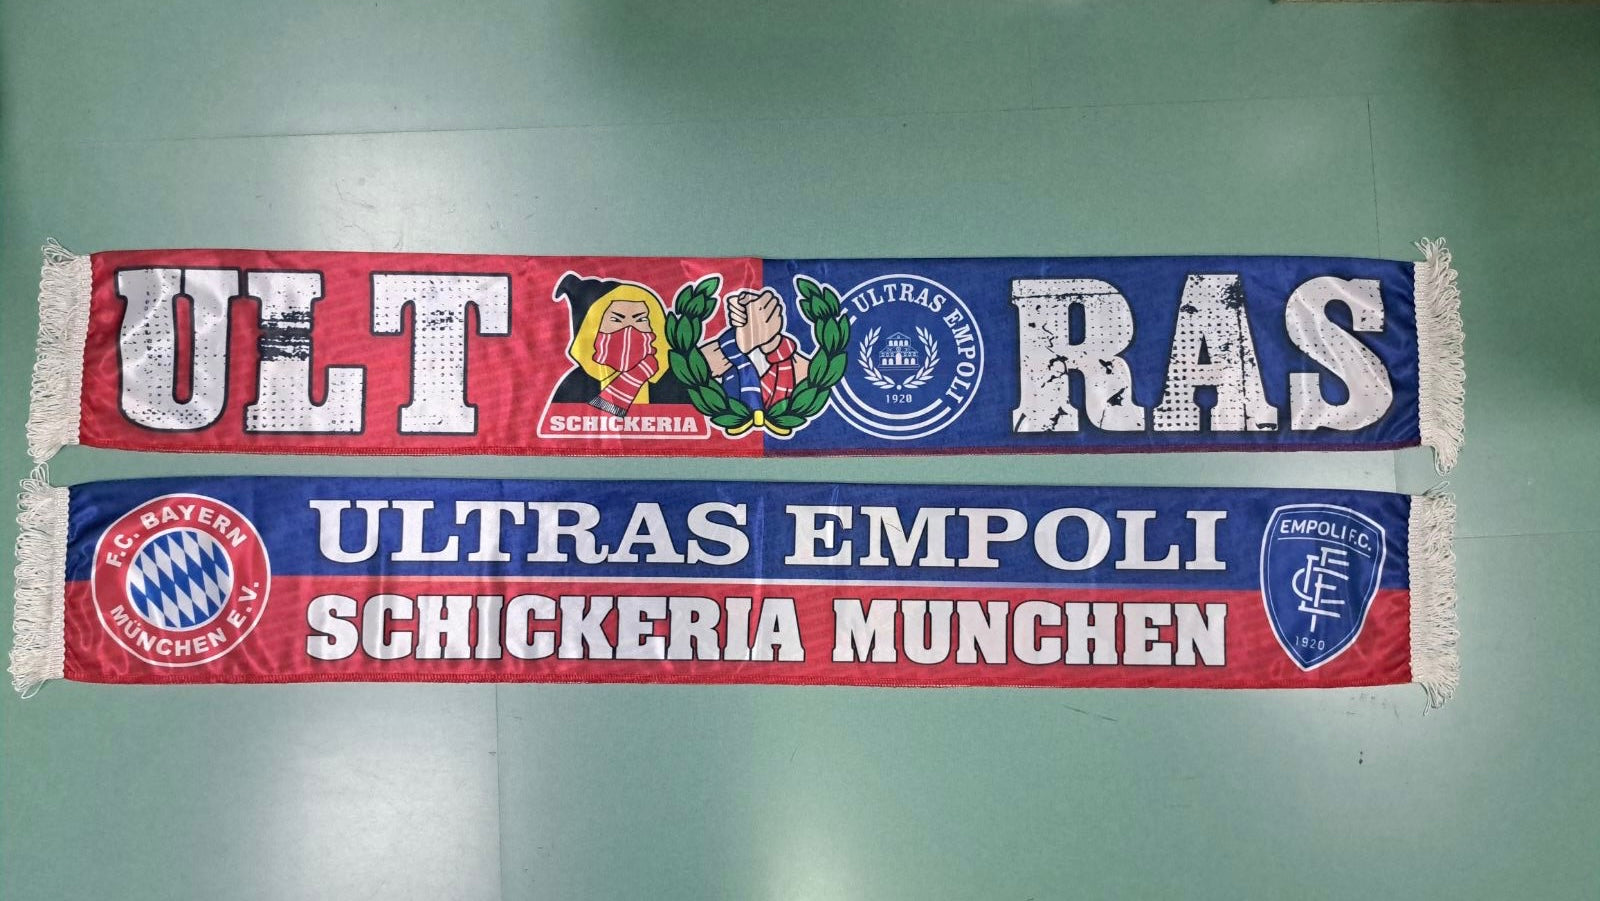 ULT RAS
SCHICKERIA
ULTRAS EMPOLI
1920
F.C. BAYERN
MÜNCHEN E.V.
ULTRAS EMPOLI
SCHICKERIA MUNCHEN
EMPOLI F.C.
1920